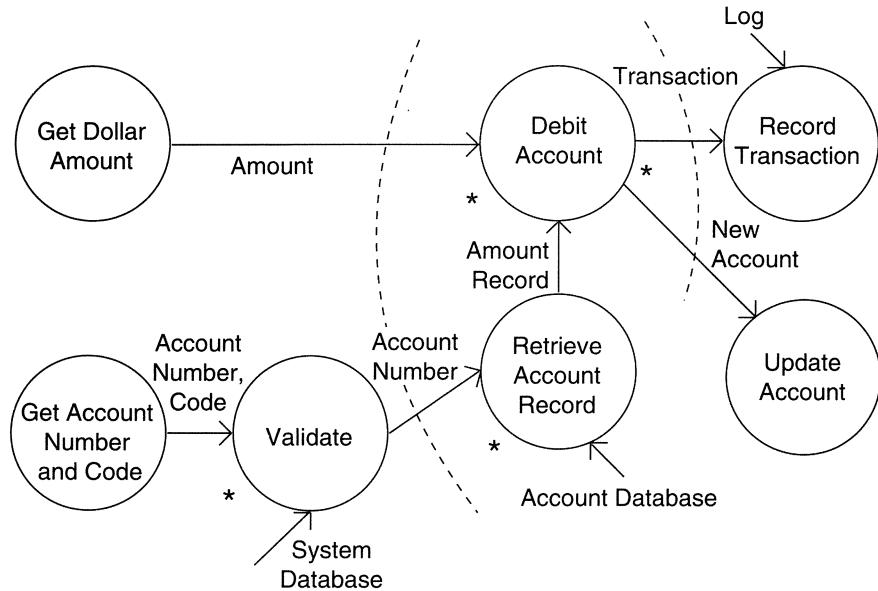 Log
Transaction
Get Dollar
Amount
Amount
Debit
Account
*
*
Record
Transaction
Amount
Record
New
Account
Account
Number,
Code
Account
Number
Get Account
Number
and Code
*
Validate
Retrieve
Account
Record
*
Update
Account
System
Database
Account Database